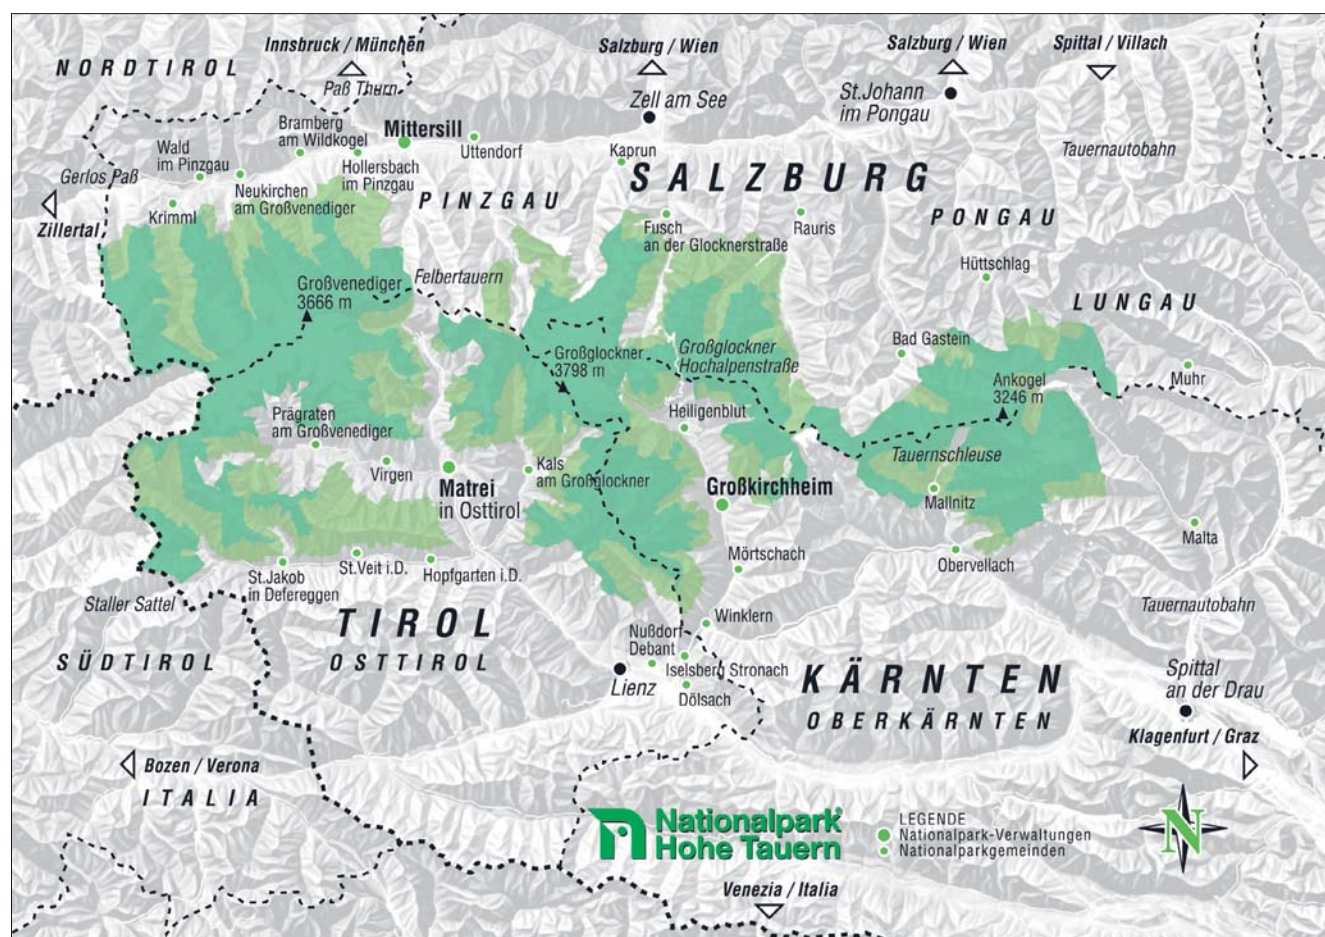 Innsbruck / München
Salzburg / Wien
Salzburg / Wien
Spittal / Villach
NORDTIROL
Paß Thurn
Zell am See
St.Johann
im Pongau
Bramberg
am Wildkogel
Mittersill
Uttendorf
Wald
im Pinzgau
Hollersbach
im Pinzgau
Kaprun
Tauernautobahn
Gerlos Paß
Neukirchen
am Großvenediger
PINZGAU
SALZBURG
Zillertal
Krimml
Fusch
an der Glocknerstraße
Rauris
PONGAU
Hüttschlag
Großvenediger
3666 m
Felbertauern
LUNGAU
Großglockner
3798 m
Großglockner
Hochalpenstraße
Bad Gastein
Ankogel
3246 m
Muhr
Prägraten
am Großvenediger
Heiligenblut
Virgen
Kals
am Großglockner
Tauernschleuse
Matrei
in Osttirol
Großkirchheim
Mallnitz
Malta
St.Jakob
in Defereggen
St.Veit i.D.
Hopfgarten i.D.
Mörtschach
Obervellach
Staller Sattel
TIROL
OSTTIROL
Winklern
Tauernautobahn
SÜDTIROL
Nußdorf
Debant
Iselsberg Stronach
Lienz
Dölsach
KÄRNTEN
OBERKÄRNTEN
Spittal
an der Drau
Klagenfurt / Graz
Bozen / Verona
ITALIA
Nationalpark®
Hohe Tauern
LEGENDE
Nationalpark-Verwaltungen
Nationalparkgemeinden
N
Venezia / Italia